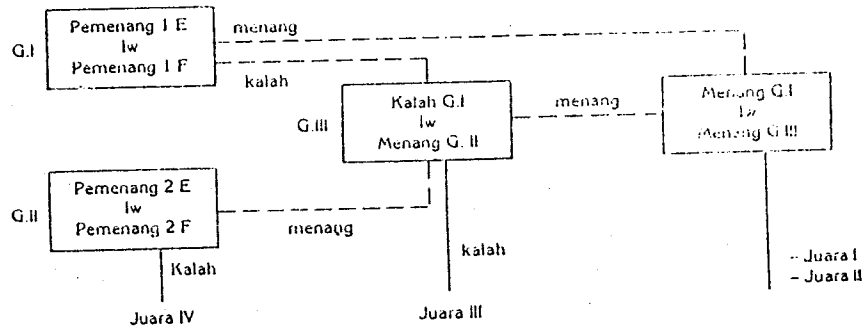 G.I
Pemenang 1 E
lw
Pemenang 1 F
menang
kalah
G.III
Kalah G.I
lw
Menang G. II
menang
Menang G.I
lw
Menang G III
G.II
Pemenang 2 E
lw
Pemenang 2 F
menang
Kalah
kalah
Juara IV
Juara III
- Juara I
- Juara II